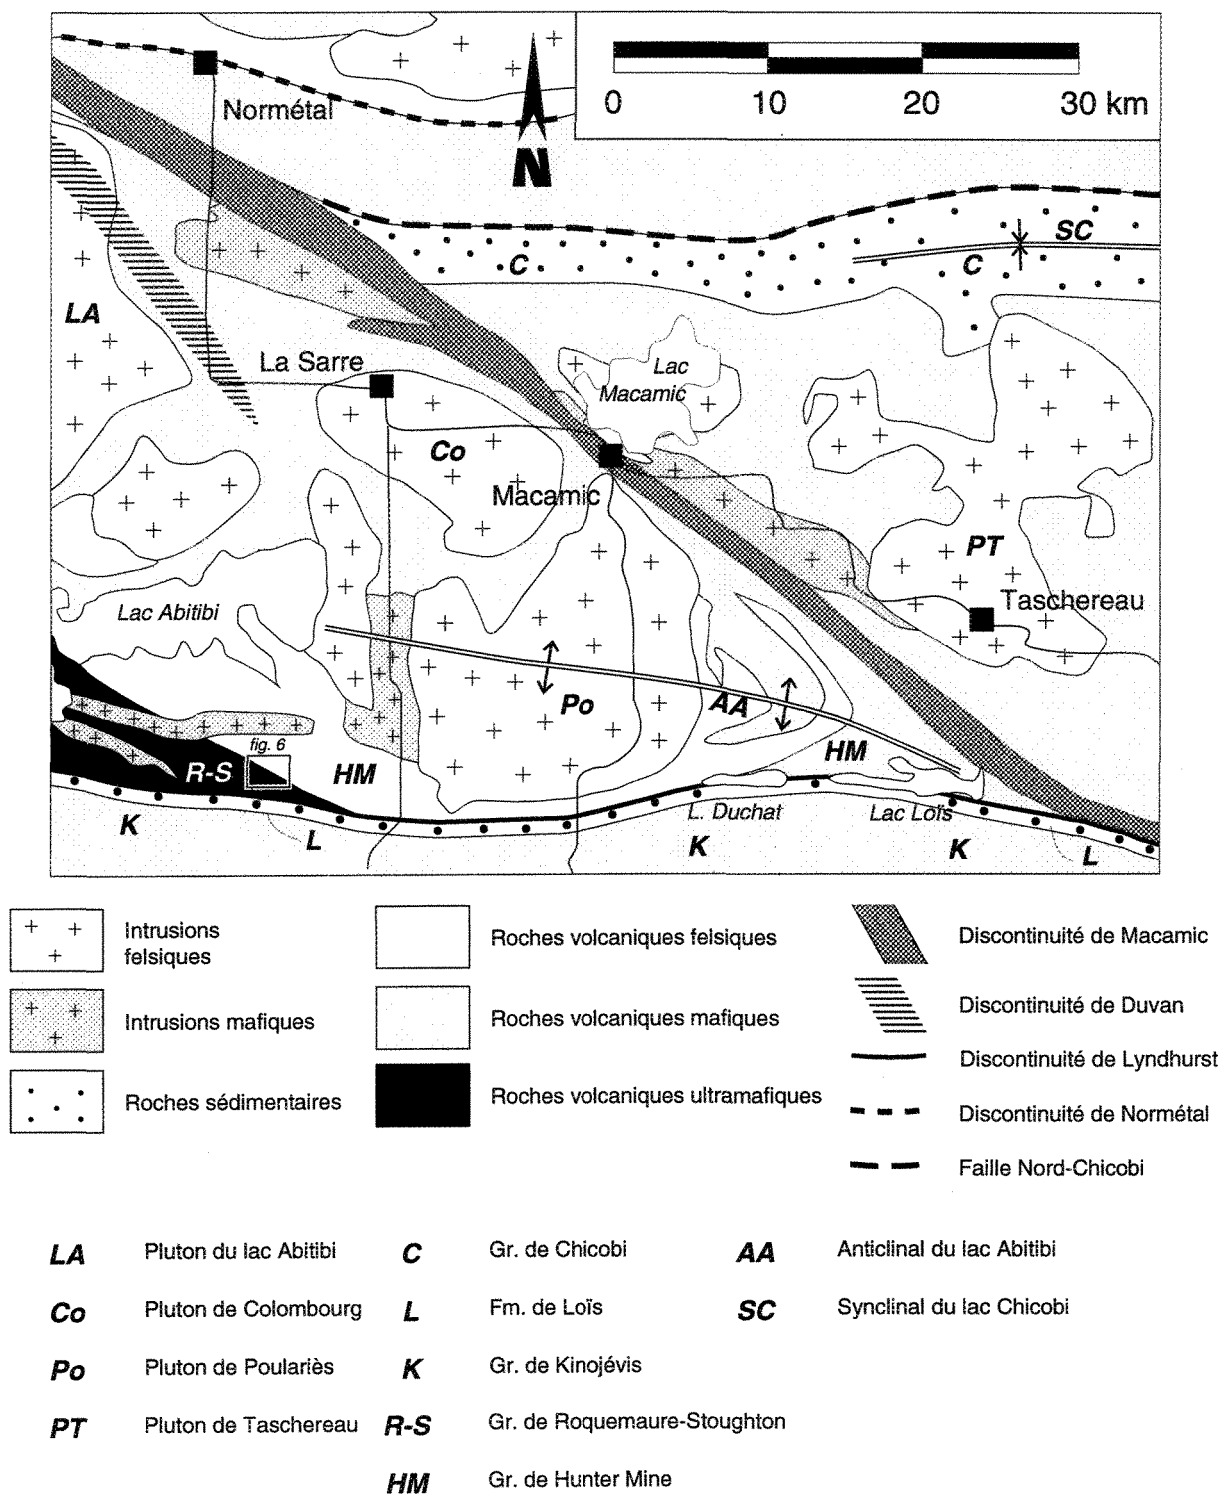 0 10 20 30 km
Normétal
N
SC
C
C
LA
La Sarre
Lac
Macamic
Co
Macamic
PT
Taschereau
Lac Abitibi
Po
AA
fig. 6
R-S
HM
HM
L. Duchat
Lac Loïs
K
L
K
K
L
Intrusions
felsiques
Roches volcaniques felsiques
Discontinuité de Macamic
Intrusions mafiques
Roches volcaniques mafiques
Discontinuité de Duvan
Discontinuité de Lyndhurst
Roches sédimentaires
Roches volcaniques ultramafiques
Discontinuité de Normétal
Faille Nord-Chicobi
LA Pluton du lac Abitibi C Gr. de Chicobi AA Anticlinal du lac Abitibi
Co Pluton de Colombourg L Fm. de Loïs SC Synclinal du lac Chicobi
Po Pluton de Poulariès K Gr. de Kinojévis
PT Pluton de Taschereau R-S Gr. de Roquemaure-Stoughton
HM Gr. de Hunter Mine